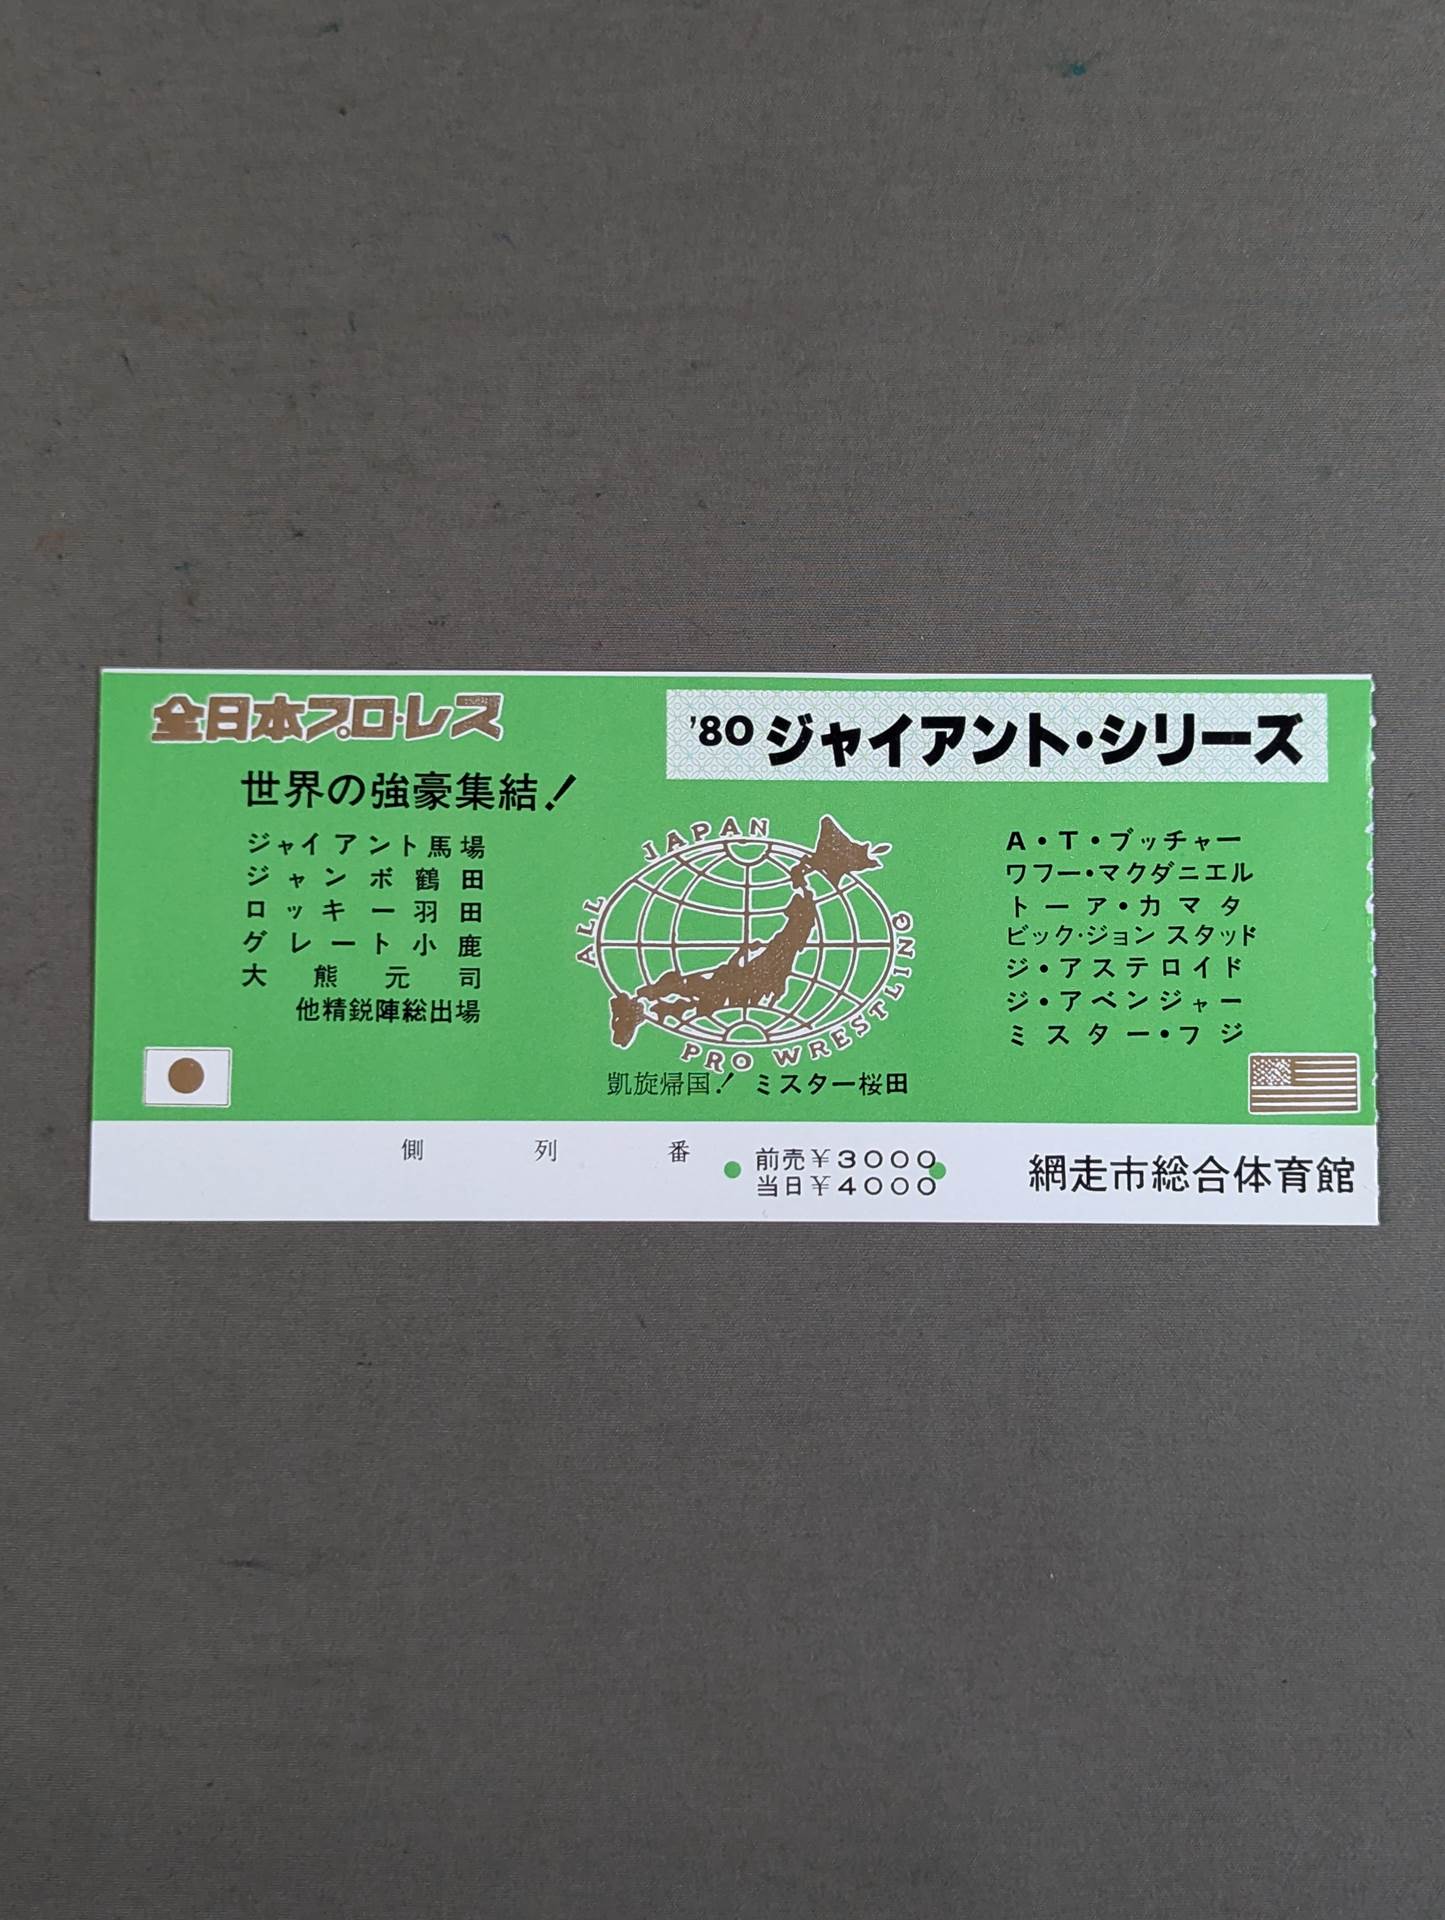 全日本プロ・レス
'80 ジャイアント・シリーズ
世界の強豪集結!
ジャイアント馬場
ジャンボ鶴田
ロッキー羽田
グレート小鹿
大熊元司
他精鋭陣総出場
ALL JAPAN
PRO WRESTLING
凱旋帰国! ミスター桜田
A・T・ブッチャー
ワフー・マクダニエル
トーア・カマタ
ビック・ジョン スタッド
ジ・アステロイド
ジ・アベンジャー
ミスター・フジ
側 列 番
前売¥3000
当日¥4000
網走市総合体育館